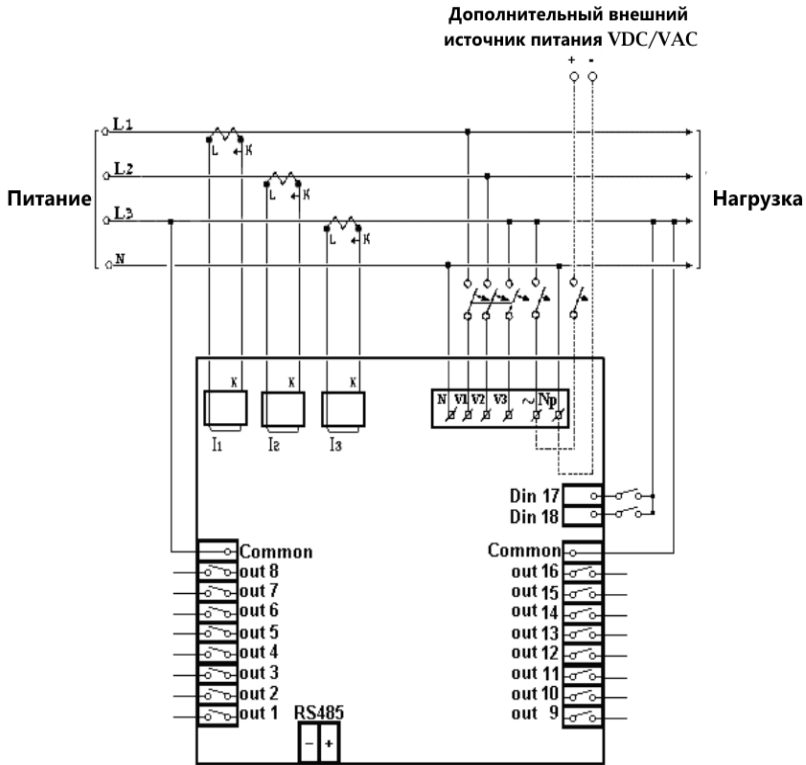 Дополнительный внешний
источник питания VDC/VAC
+ -
L1
L K
L2
L K
Питание
L3
Нагрузка
L K
N
K K K
N V1 V2 V3 ~ Np
I1 I2 I3
Din 17
Din 18
Common Common
out 8 out 16
out 7 out 15
out 6 out 14
out 5 out 13
out 4 out 12
out 3 out 11
out 2 out 10
out 1 RS485 out 9
- +